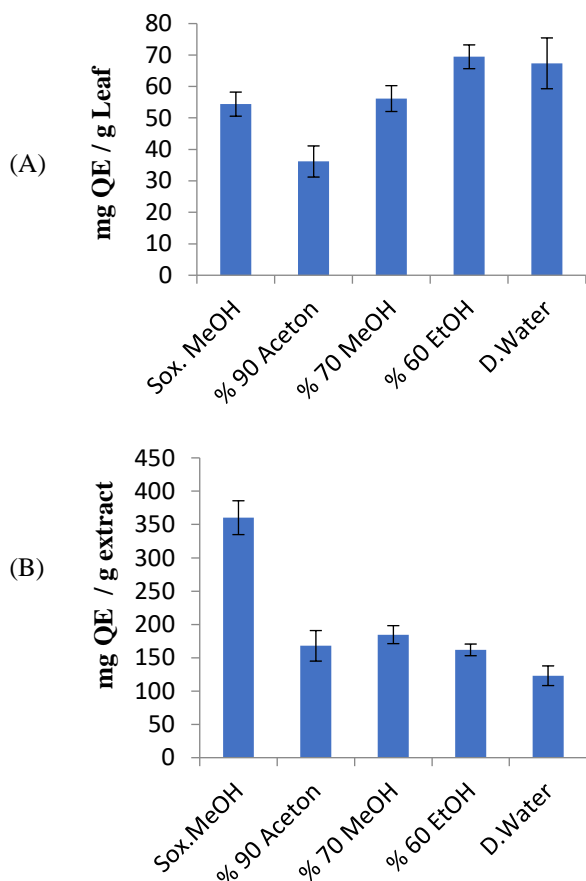 (A)
mg QE / g Leaf
80
70
60
50
40
30
20
10
0
Sox. MeOH
% 90 Aceton
% 70 MeOH
% 60 EtOH
D.Water
(B)
mg QE / g extract
450
400
350
300
250
200
150
100
50
0
Sox.MeOH
% 90 Aceton
% 70 MeOH
% 60 EtOH
D.Water